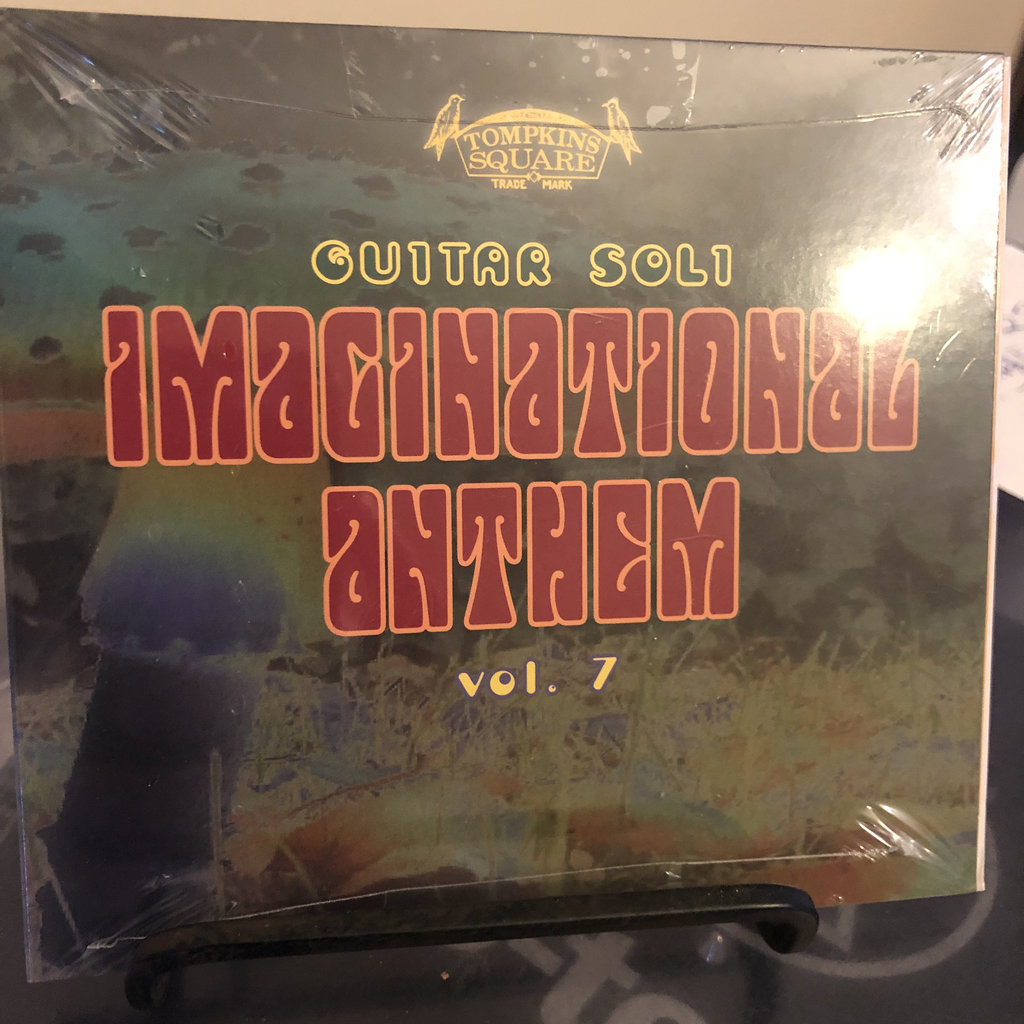 TOMPKINS
SQUARE
TRADE MARK
GUITAR SOLI
IMAGINATIONAL
ANTHEM
vol. 7